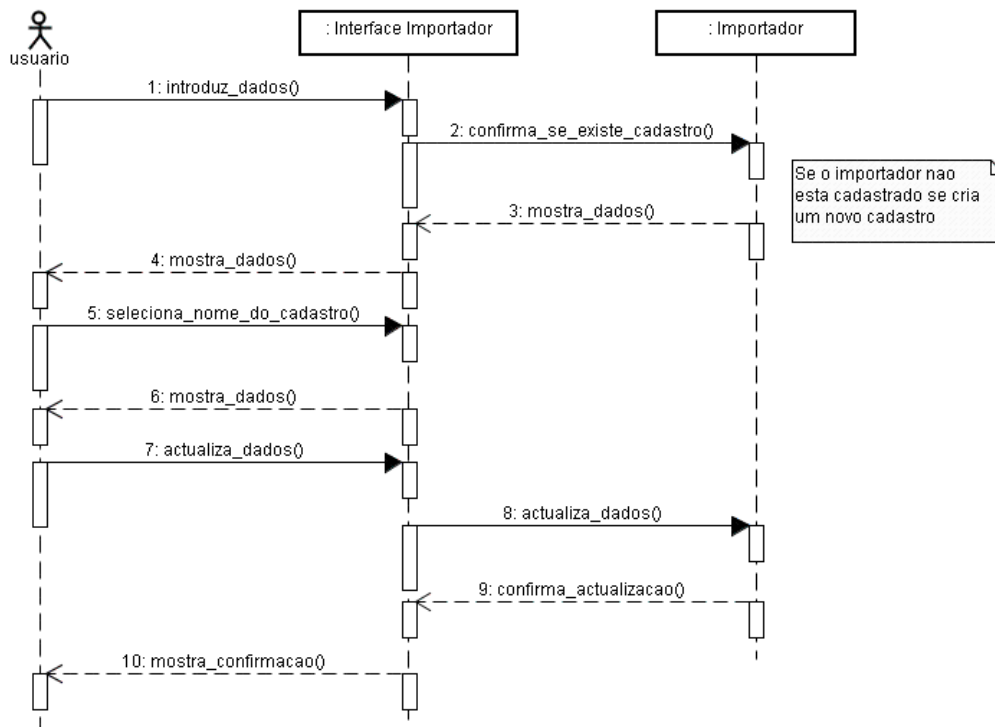 : Interface Importador
: Importador
usuario
1: introduz_dados()
2: confirma_se_existe_cadastro()
Se o importador nao
esta cadastrado se cria
um novo cadastro
3: mostra_dados()
4: mostra_dados()
5: seleciona_nome_do_cadastro()
6: mostra_dados()
7: actualiza_dados()
8: actualiza_dados()
9: confirma_actualizacao()
10: mostra_confirmacao()